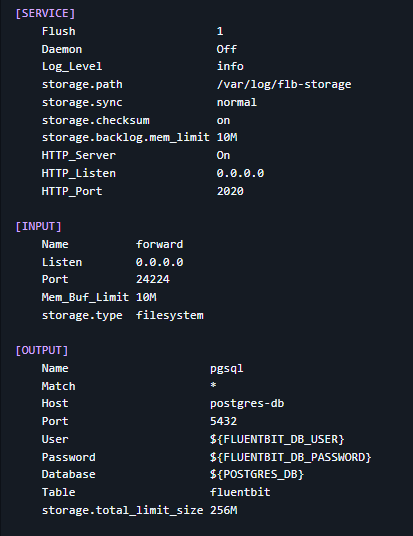 [SERVICE]
    Flush                     1
    Daemon                    Off
    Log_Level                 info
    storage.path              /var/log/flb-storage
    storage.sync              normal
    storage.checksum          on
    storage.backlog.mem_limit 10M
    HTTP_Server               On
    HTTP_Listen               0.0.0.0
    HTTP_Port                 2020

[INPUT]
    Name          forward
    Listen        0.0.0.0
    Port          24224
    Mem_Buf_Limit 10M
    storage.type  filesystem

[OUTPUT]
    Name                     pgsql
    Match                    *
    Host                     postgres-db
    Port                     5432
    User                     ${FLUENTBIT_DB_USER}
    Password                 ${FLUENTBIT_DB_PASSWORD}
    Database                 ${POSTGRES_DB}
    Table                    fluentbit
    storage.total_limit_size 256M